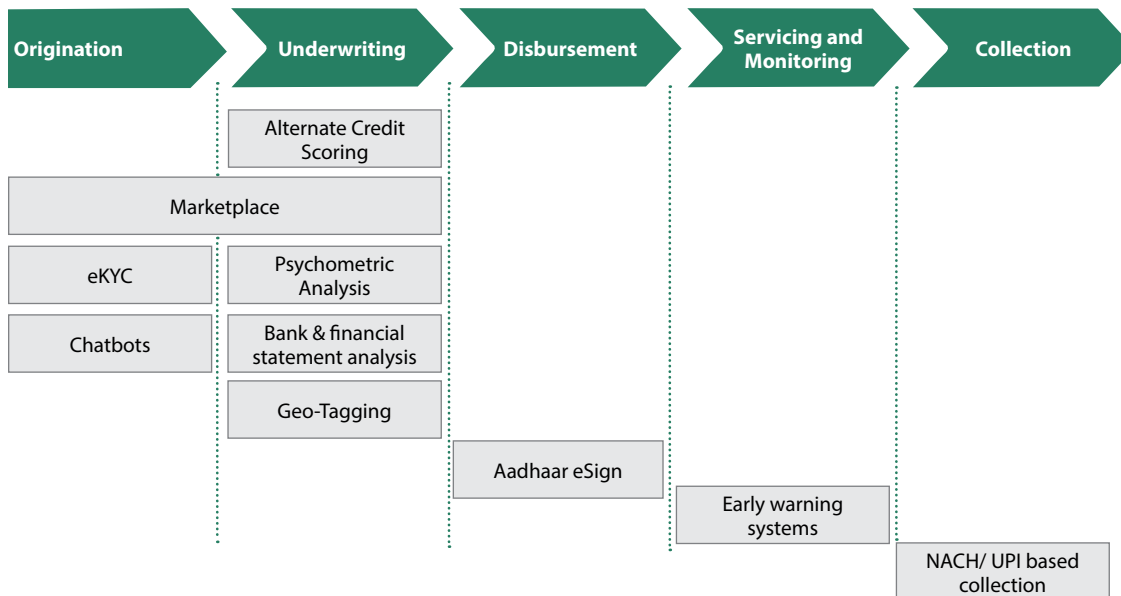 Origination
Underwriting
Disbursement
Servicing and
Monitoring
Collection
Alternate Credit
Scoring
Marketplace
eKYC
Psychometric
Analysis
Chatbots
Bank & financial
statement analysis
Geo-Tagging
Aadhaar eSign
Early warning
systems
NACH/ UPI based
collection